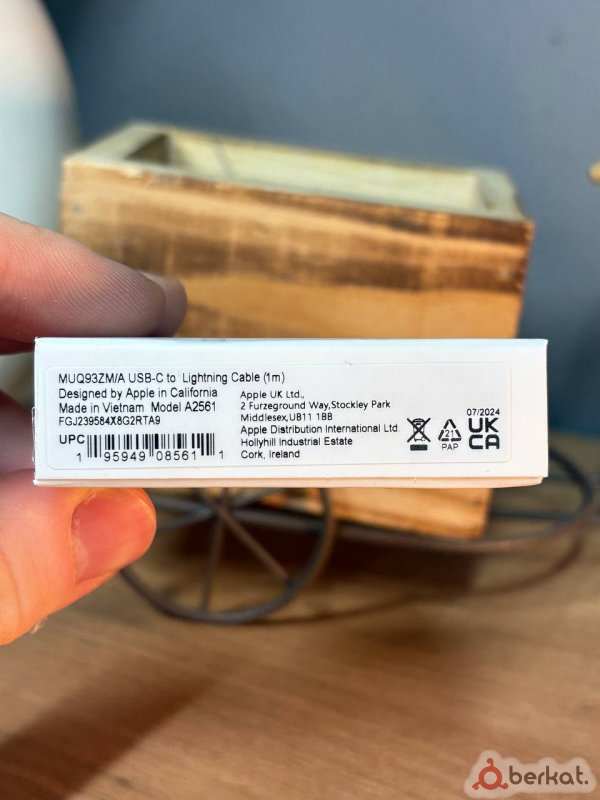 MUQ93ZM/A USB-C to Lightning Cable (1m)
Designed by Apple in California
Made in Vietnam Model A2561
FGJ239584X8G2RTA9
UPC
1 95949 08561 1
Apple UK Ltd.,
2 Furzeground Way,Stockley Park
Middlesex,UB11 1BB
Apple Distribution International Ltd
Hollyhill Industrial Estate
Cork, Ireland
21
PAP
07/2024
UK
CA
berkat.